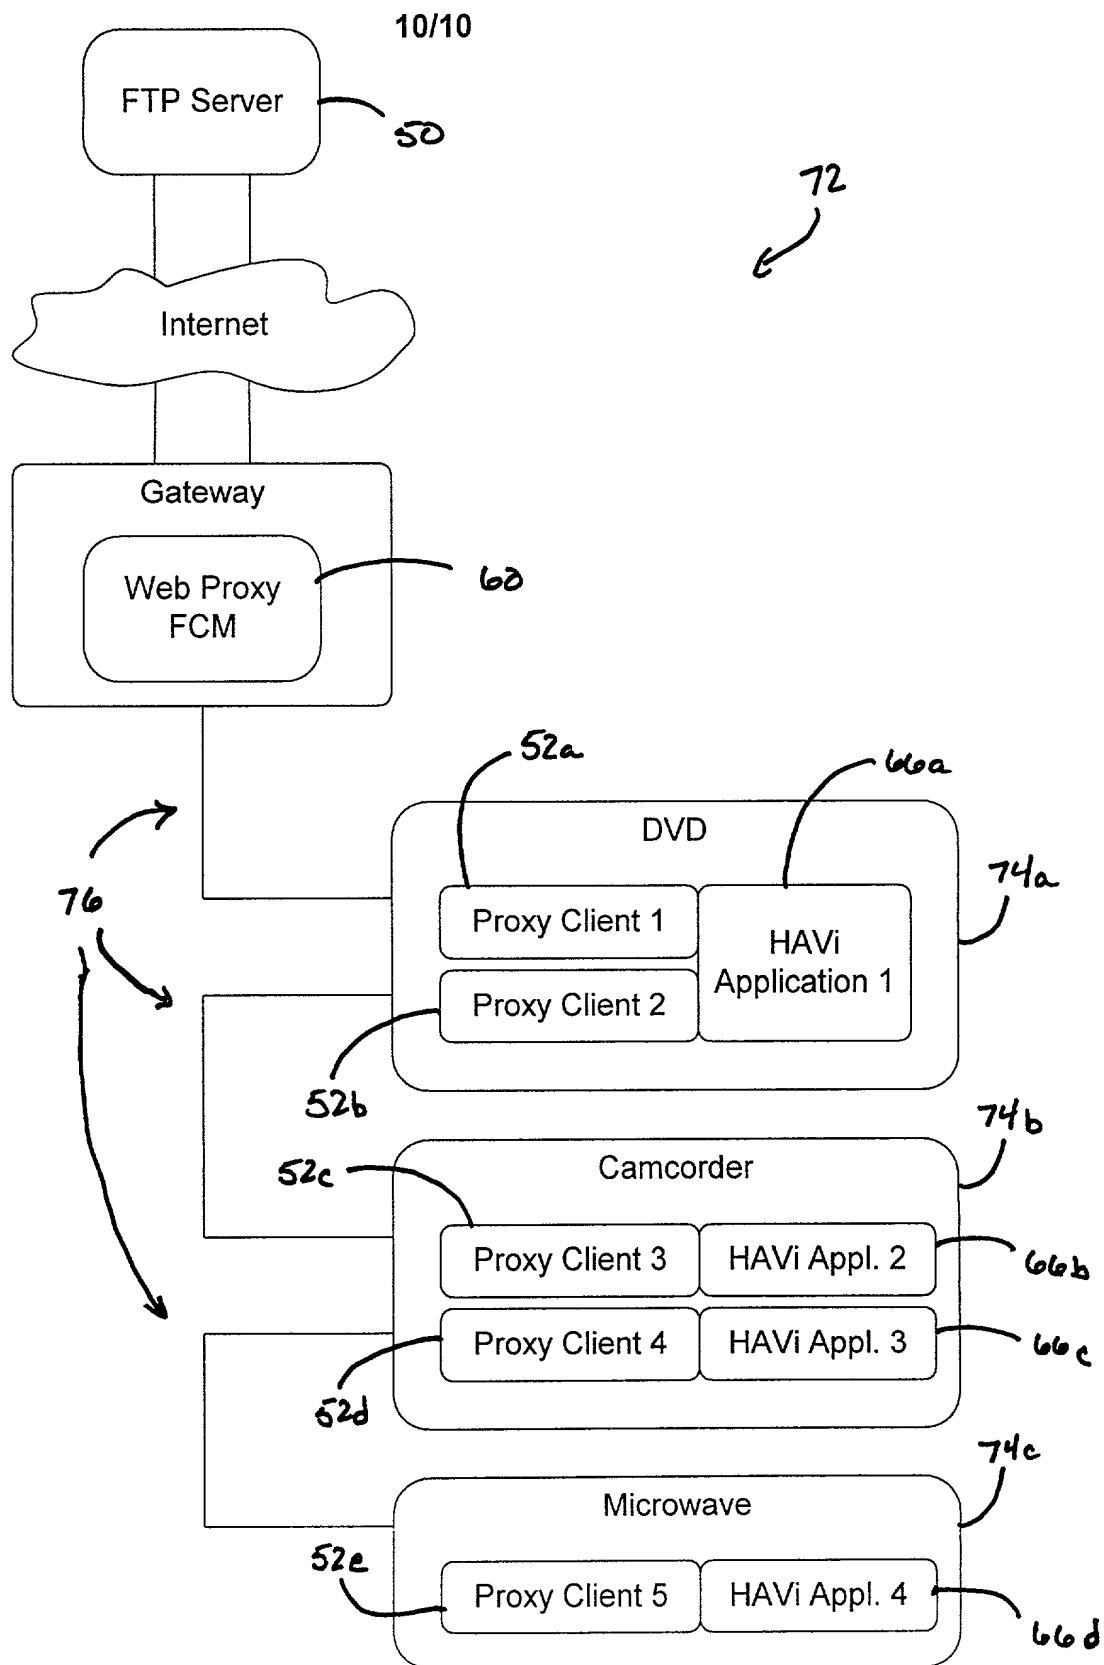 10/10
FTP Server
50
72
Internet
Gateway
Web Proxy
FCM
60
52a
66a
DVD
74a
76
Proxy Client 1
HAVi
Application 1
Proxy Client 2
52b
74b
Camcorder
52c
Proxy Client 3
HAVi Appl. 2
66b
Proxy Client 4
HAVi Appl. 3
66c
52d
74c
Microwave
52e
Proxy Client 5
HAVi Appl. 4
66d